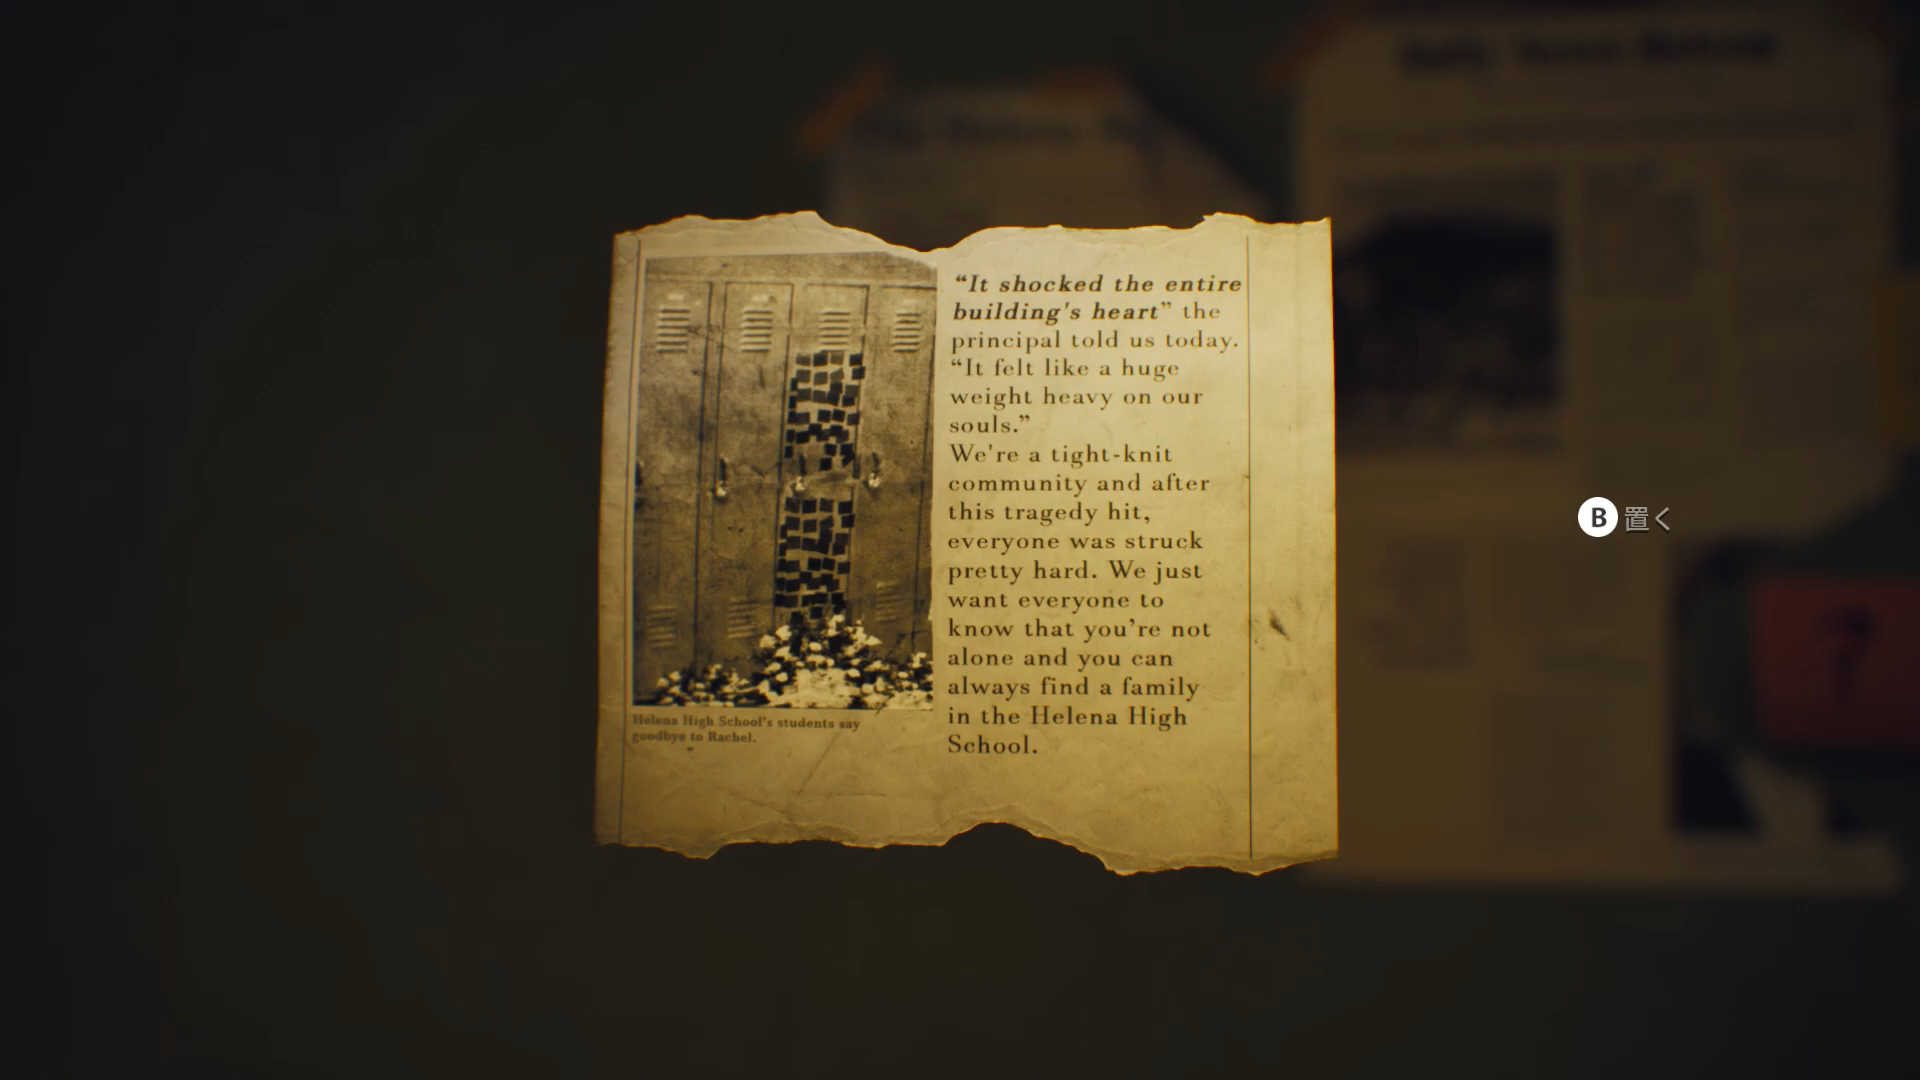 “It shocked the entire
building's heart” the
principal told us today.
“It felt like a huge
weight heavy on our
souls.”
We're a tight-knit
community and after
this tragedy hit,
everyone was struck
pretty hard. We just
want everyone to
know that you’re not
alone and you can
always find a family
in the Helena High
School.
Helena High School's students say
goodbye to Rachel.
B 置く
?